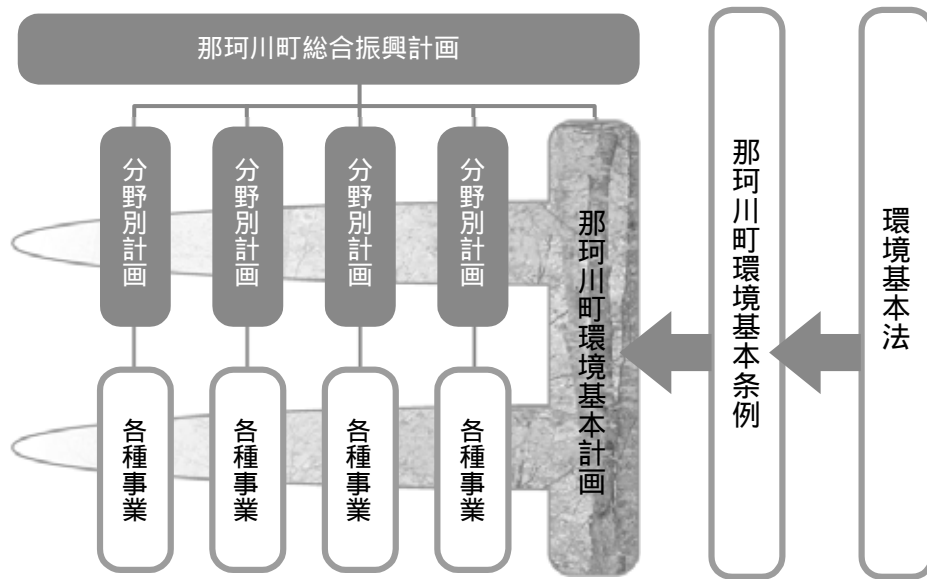 那珂川町総合振興計画
分野別計画
分野別計画
分野別計画
分野別計画
各種事業
各種事業
各種事業
各種事業
那珂川町環境基本計画
那珂川町環境基本条例
環境基本法